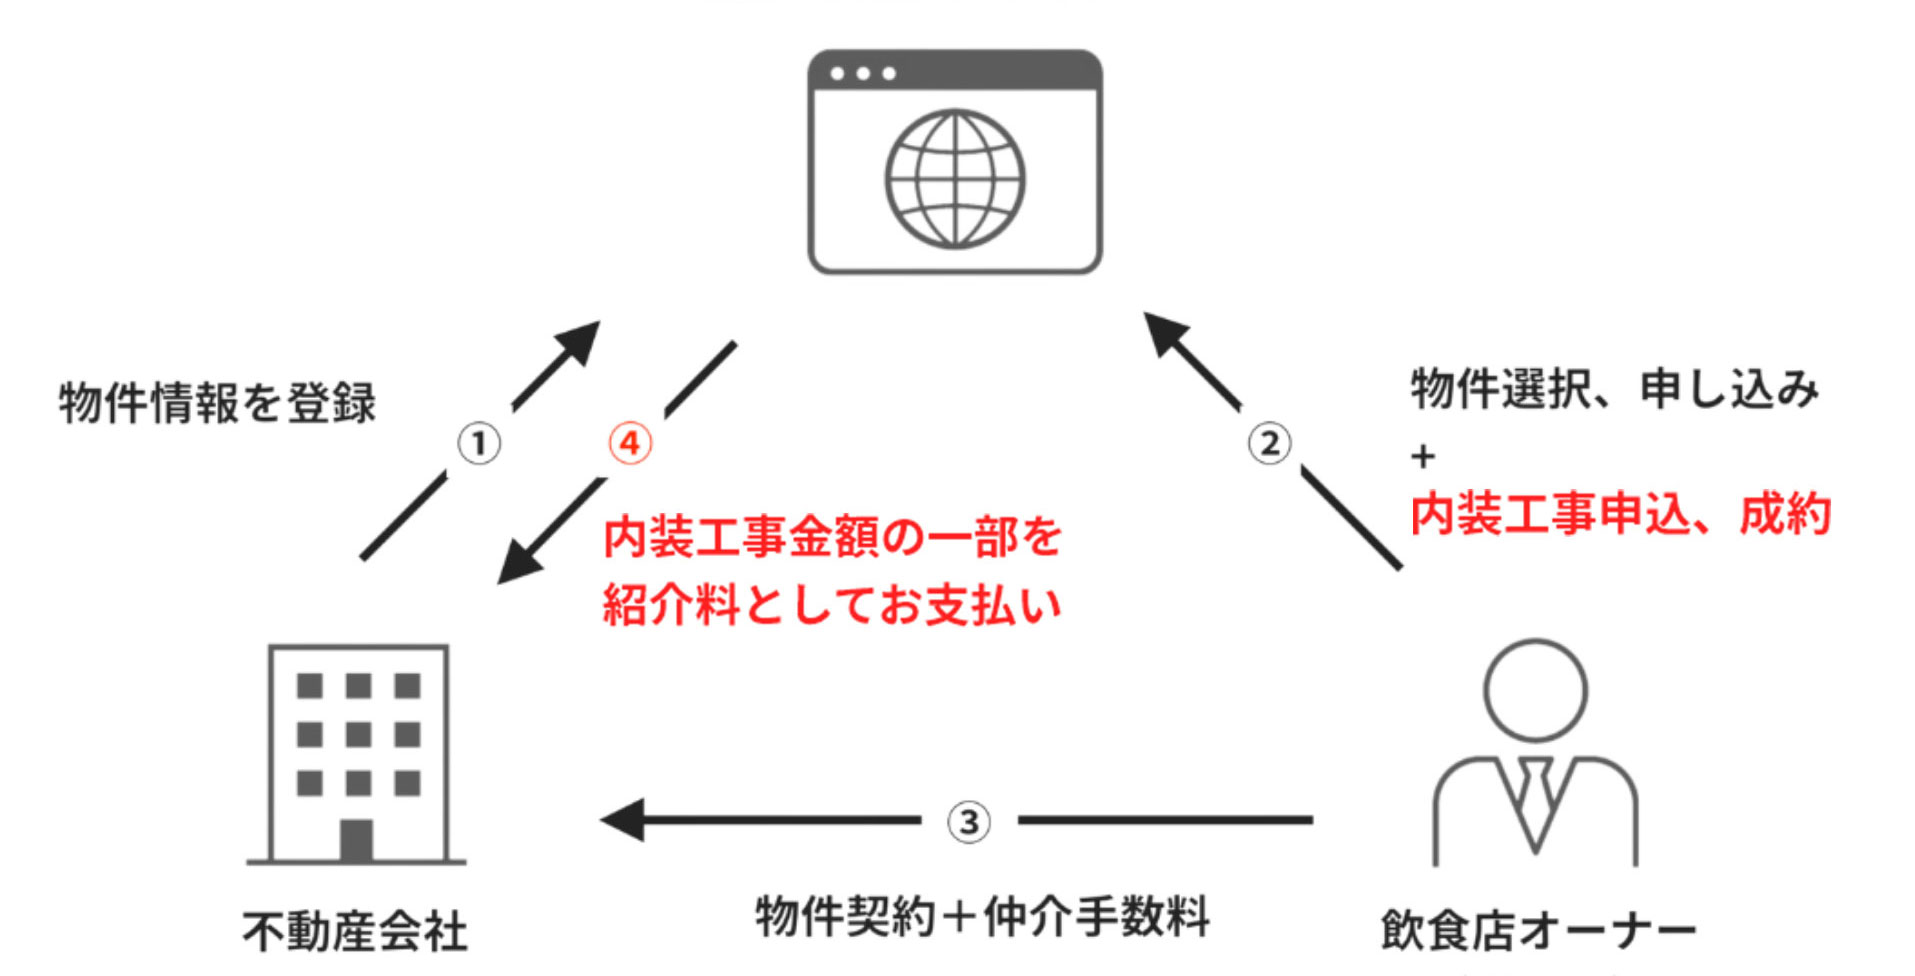 物件情報を登録
①
④
②
物件選択、申し込み
+
内装工事申込、成約
内装工事金額の一部を
紹介料としてお支払い
③
物件契約＋仲介手数料
不動産会社
飲食店オーナー